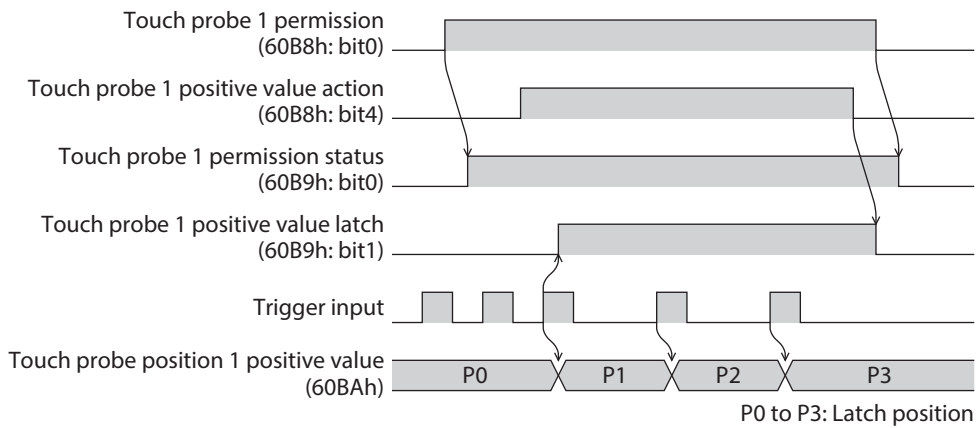 Touch probe 1 permission
(60B8h: bit0)
Touch probe 1 positive value action
(60B8h: bit4)
Touch probe 1 permission status
(60B9h: bit0)
Touch probe 1 positive value latch
(60B9h: bit1)
Trigger input
Touch probe position 1 positive value
(60BAh)
P0 P1 P2 P3
P0 to P3: Latch position